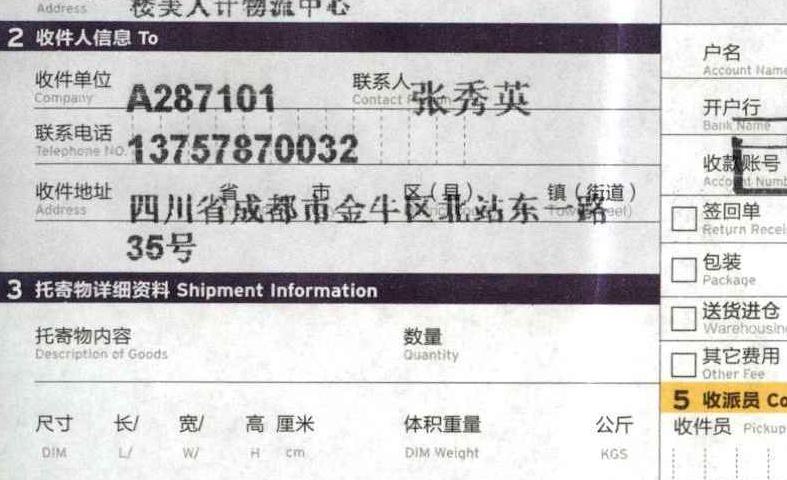 Address 楼美人计物流中心
2 收件人信息 To
收件单位 A287101 联系人 张秀英
Company Contact
联系电话 13757870032
Telephone NO.
收件地址 省 市 区(县) 镇(街道)
Address 四川省成都市金牛区北站东一路
35号
3 托寄物详细资料 Shipment Information
托寄物内容 数量
Description of Goods Quantity
尺寸 长/ 宽/ 高 厘米 体积重量 公斤
DIM L/ W/ H cm DIM Weight KGS
户名
Account Name
开户行
Bank Name
收款账号
Account Numb
签回单
Return Recei
包装
Package
送货进仓
Warehousin
其它费用
Other Fee
5 收派员 Co
收件员 Pickup